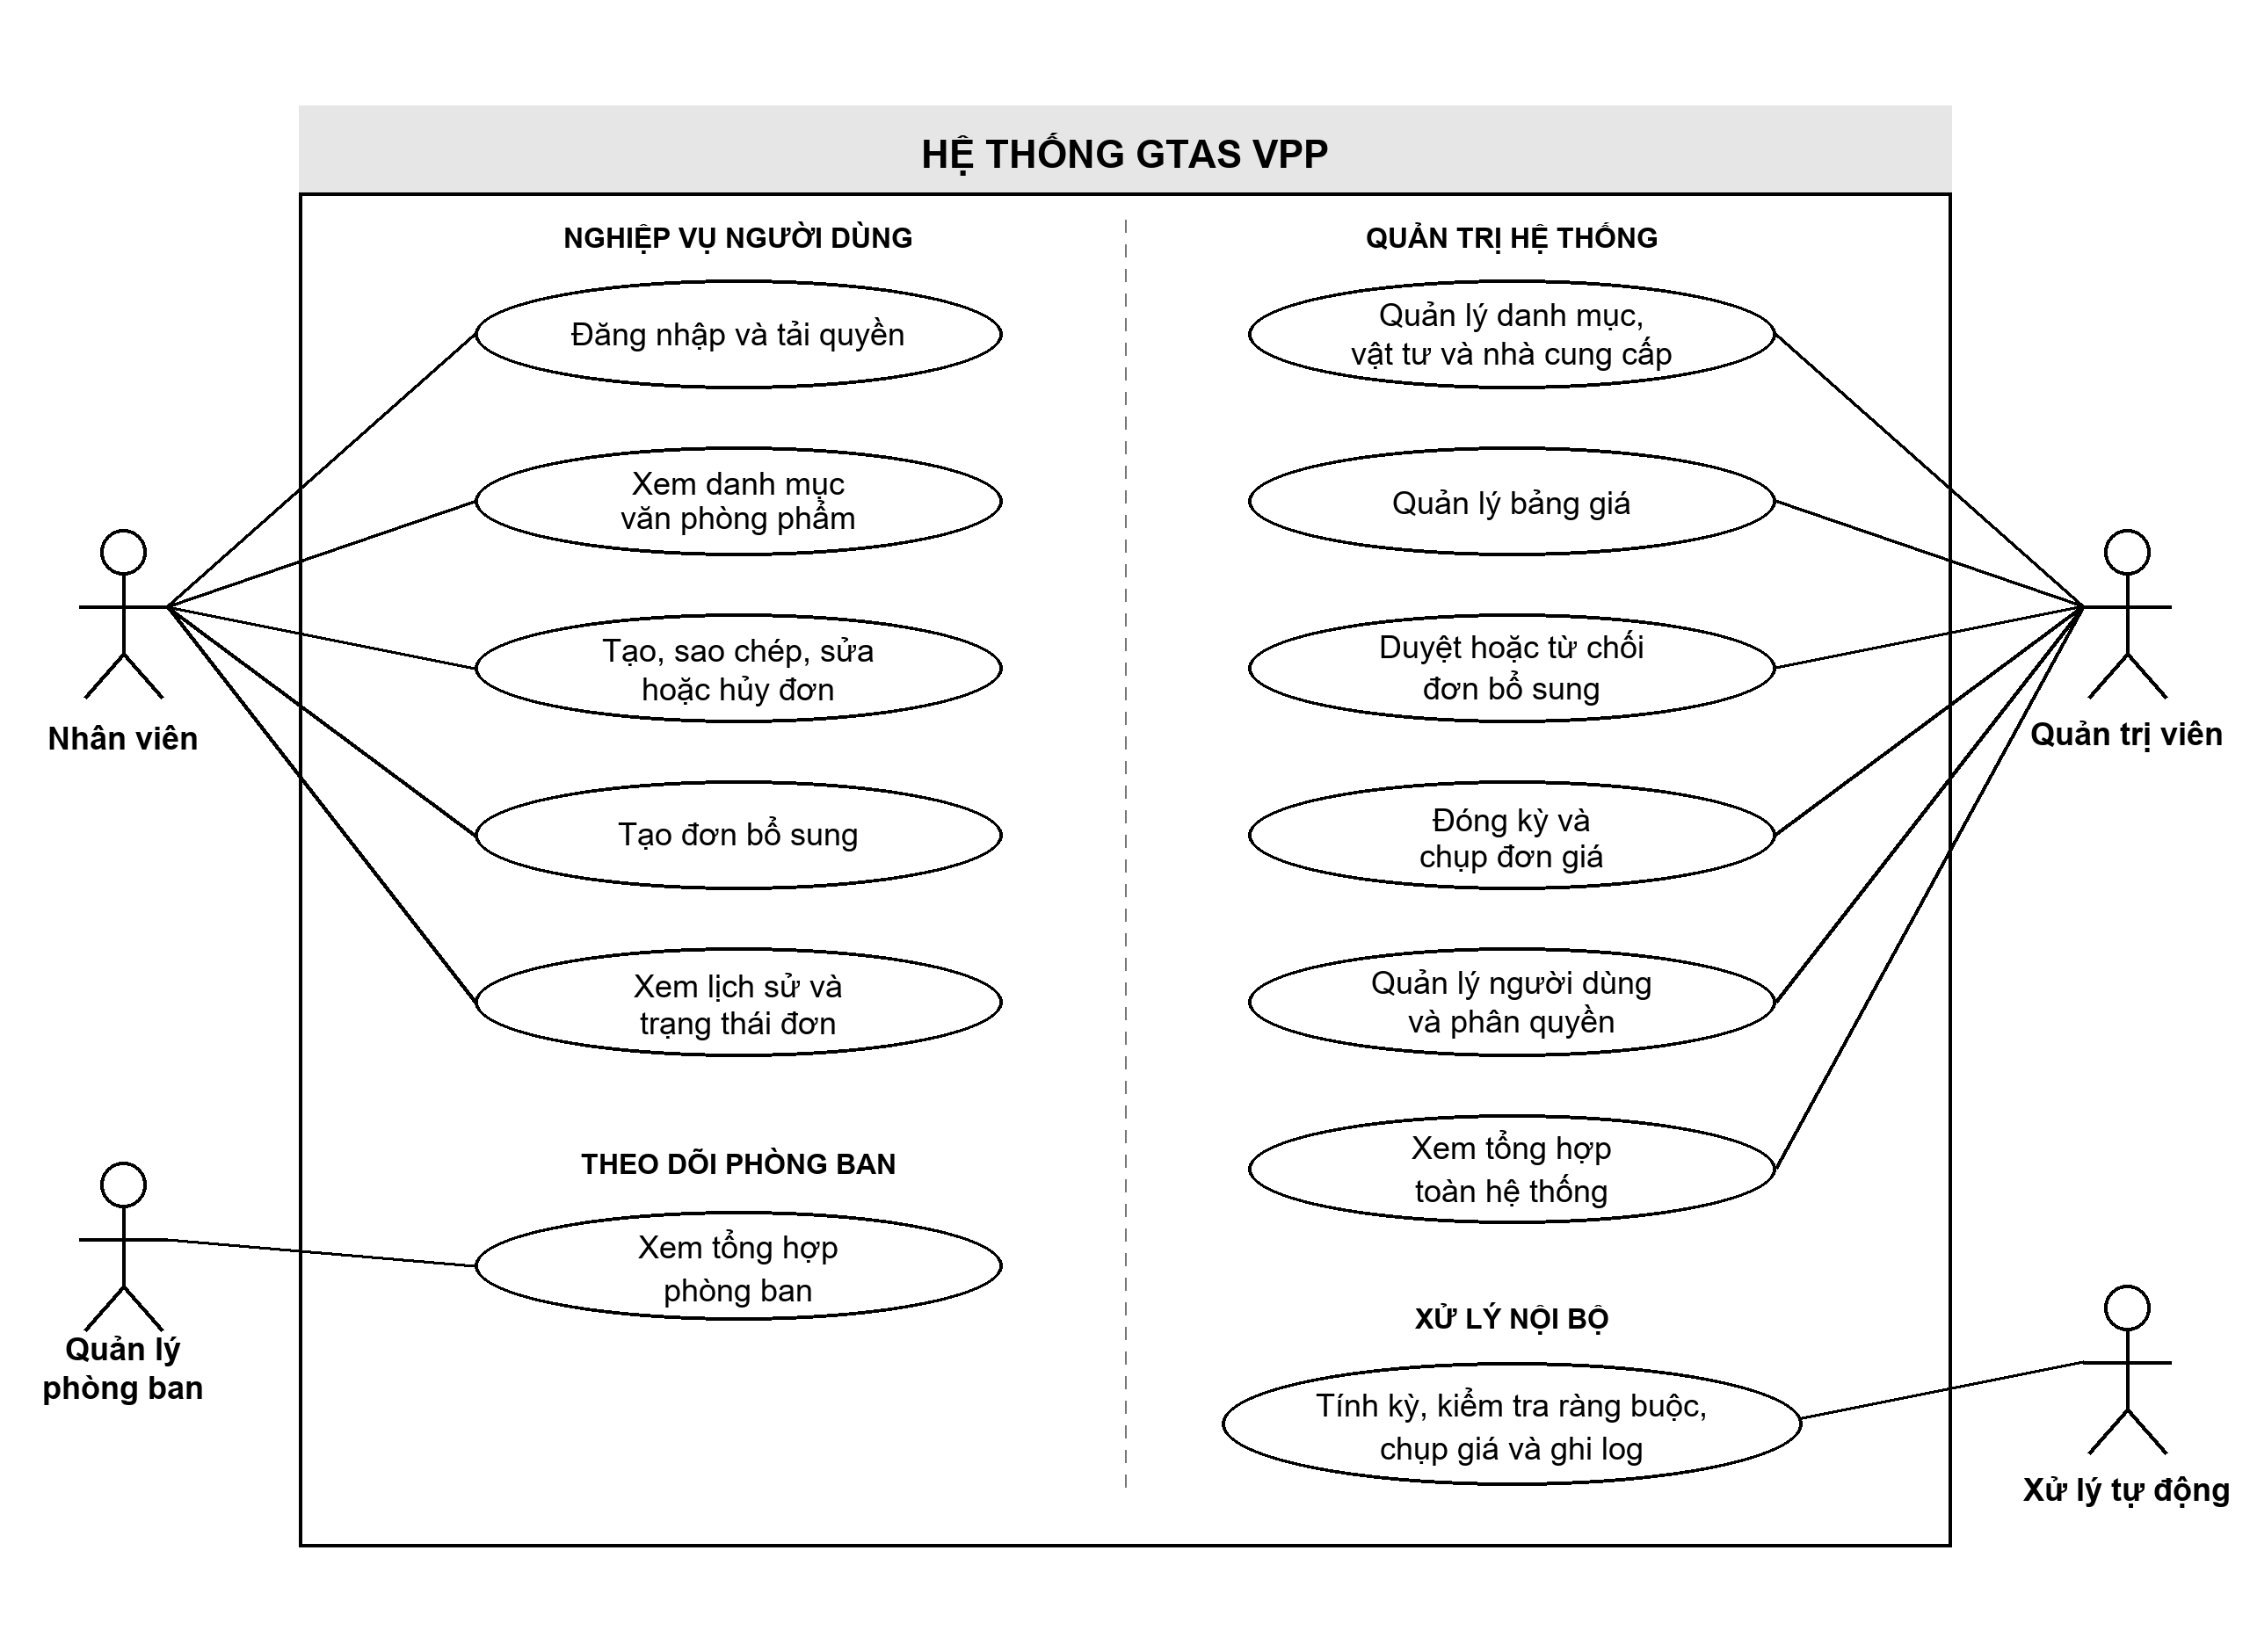 HỆ THỐNG GTAS VPP
NGHIỆP VỤ NGƯỜI DÙNG
Đăng nhập và tải quyền
Xem danh mục
văn phòng phẩm
Tạo, sao chép, sửa
hoặc hủy đơn
Tạo đơn bổ sung
Xem lịch sử và
trạng thái đơn
Nhân viên
THEO DÕI PHÒNG BAN
Xem tổng hợp
phòng ban
Quản lý
phòng ban
QUẢN TRỊ HỆ THỐNG
Quản lý danh mục,
vật tư và nhà cung cấp
Quản lý bảng giá
Duyệt hoặc từ chối
đơn bổ sung
Đóng kỳ và
chụp đơn giá
Quản lý người dùng
và phân quyền
Xem tổng hợp
toàn hệ thống
Quản trị viên
XỬ LÝ NỘI BỘ
Tính kỳ, kiểm tra ràng buộc,
chụp giá và ghi log
Xử lý tự động